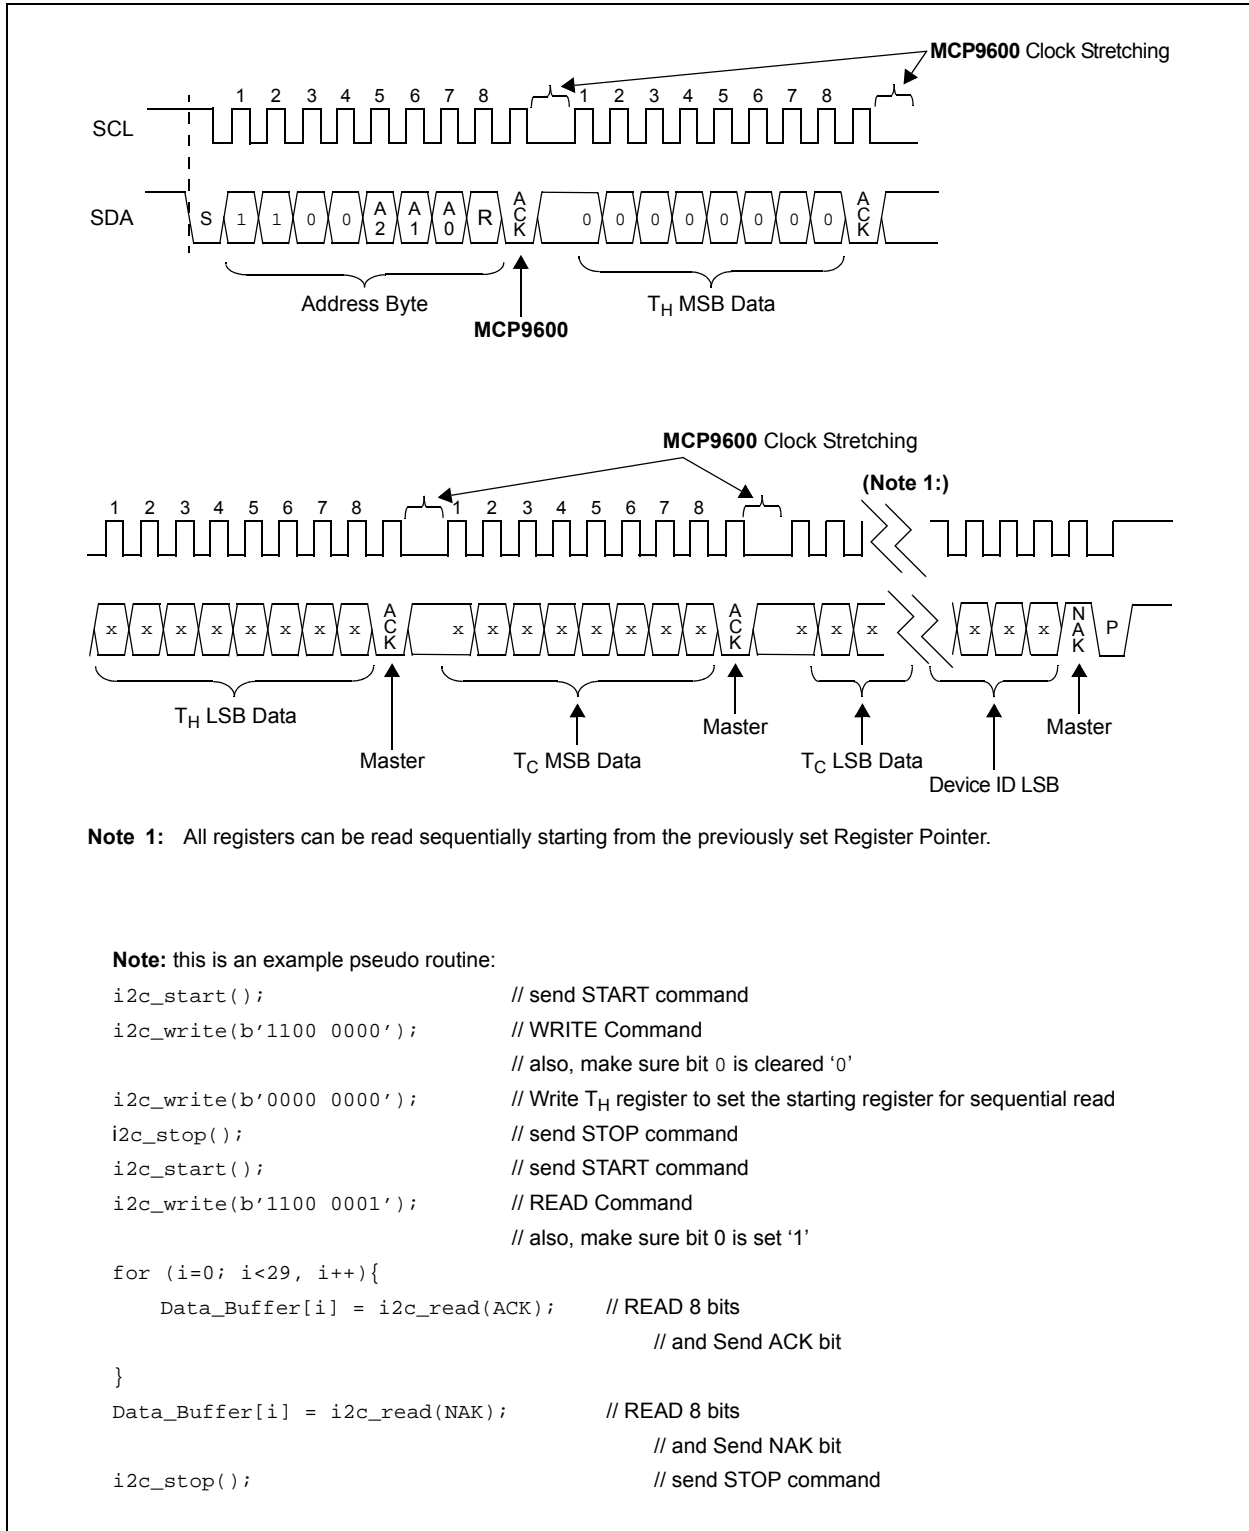 MCP9600 Clock Stretching
1 2 3 4 5 6 7 8 1 2 3 4 5 6 7 8
SCL
SDA S 1 1 0 0 A2 A1 A0 R ACK 0 0 0 0 0 0 0 0 ACK
Address Byte TH MSB Data
MCP9600
MCP9600 Clock Stretching
(Note 1:)
1 2 3 4 5 6 7 8 1 2 3 4 5 6 7 8
x x x x x x x x ACK x x x x x x x x ACK x x x x x x NAK P
TH LSB Data Master TC MSB Data Master TC LSB Data Master
Device ID LSB
Note 1: All registers can be read sequentially starting from the previously set Register Pointer.
Note: this is an example pseudo routine:
i2c_start(); // send START command
i2c_write(b’1100 0000’); // WRITE Command
// also, make sure bit 0 is cleared ‘0’
i2c_write(b’0000 0000’); // Write TH register to set the starting register for sequential read
i2c_stop(); // send STOP command
i2c_start(); // send START command
i2c_write(b’1100 0001’); // READ Command
// also, make sure bit 0 is set ‘1’
for (i=0; i<29, i++){
Data_Buffer[i] = i2c_read(ACK); // READ 8 bits
// and Send ACK bit
}
Data_Buffer[i] = i2c_read(NAK); // READ 8 bits
// and Send NAK bit
i2c_stop(); // send STOP command